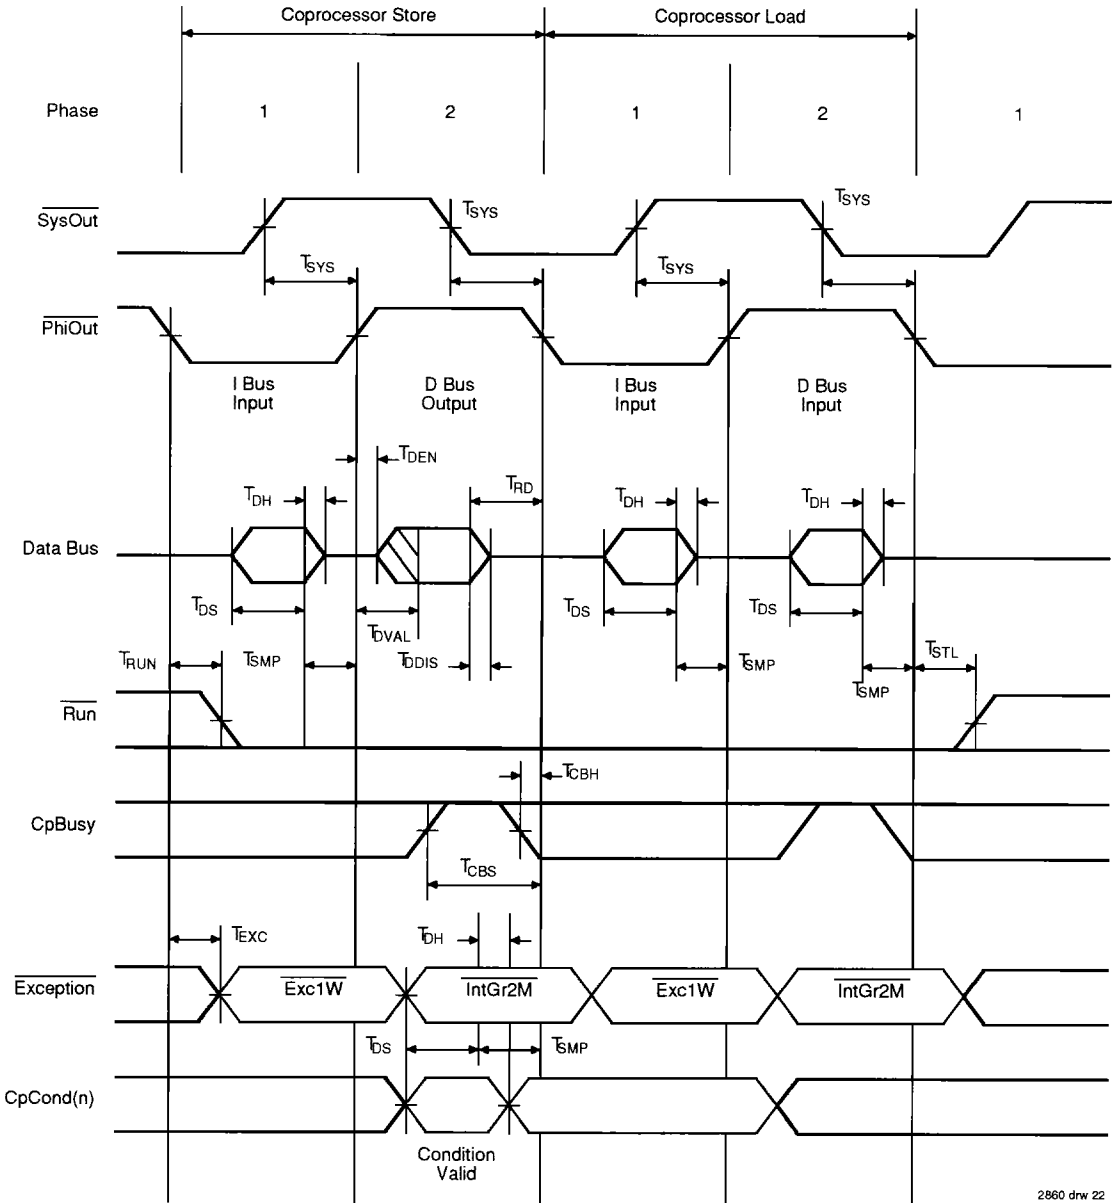 Coprocessor Store Coprocessor Load
Phase 1 2 1 2 1
SysOut TSYS TSYS
TSYS TSYS
PhiOut
I Bus D Bus I Bus D Bus
Input Output Input Input
TDEN
TDH TRD TDH TDH
Data Bus
TDS TDVAL TDS TDS
TRUN TSMP TDDIS TSMP TSMP TSTL
Run
TCBH
CpBusy
TCBS
TEXC TDH
Exception Exc1W IntGr2M Exc1W IntGr2M
TDS TSMP
CpCond(n)
Condition
Valid
2860 drw 22